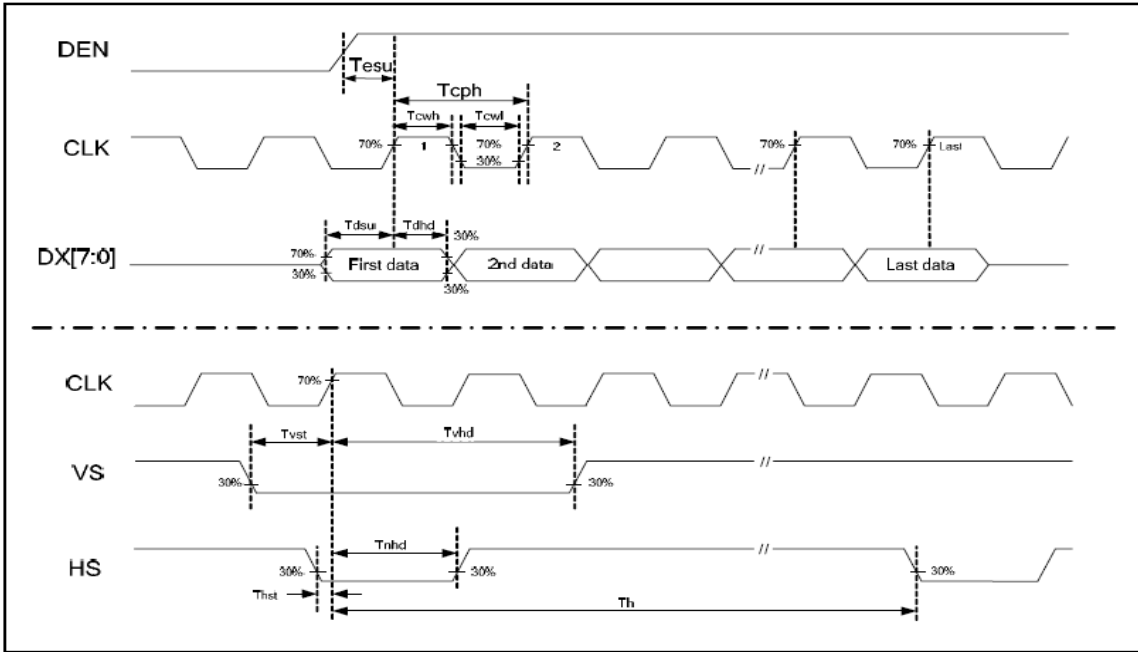 DEN
Tesu
Tcph
Tcwh Tcwl
CLK 70% 1 70% 2 70% 70% Last
30%
//
Tdsu Tdhd
30%
DX[7:0] 70% First data 2nd data // Last data
30% 30%
CLK 70% //
Tvst Tvhd
VS //
30% 30%
Tnhd //
HS
30% 30% 30%
Thst
Th